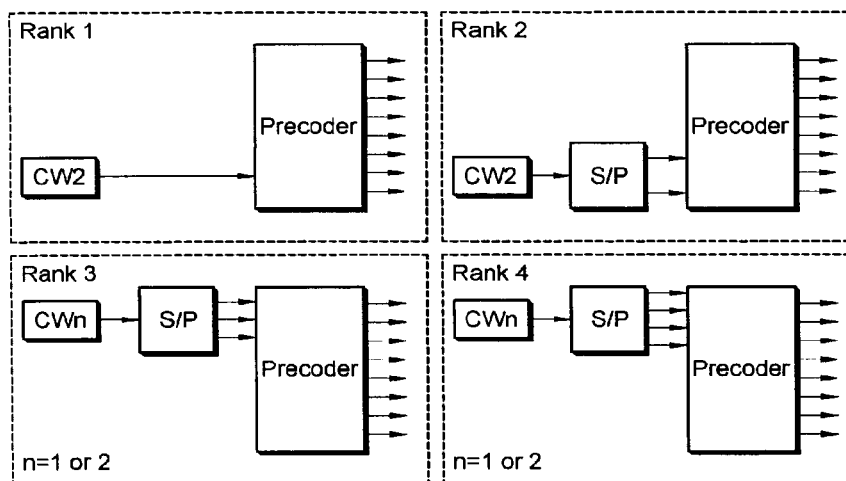 Rank 1
Precoder
CW2
Rank 2
Precoder
CW2
S/P
Rank 3
CWn
S/P
Precoder
n=1 or 2
Rank 4
CWn
S/P
Precoder
n=1 or 2